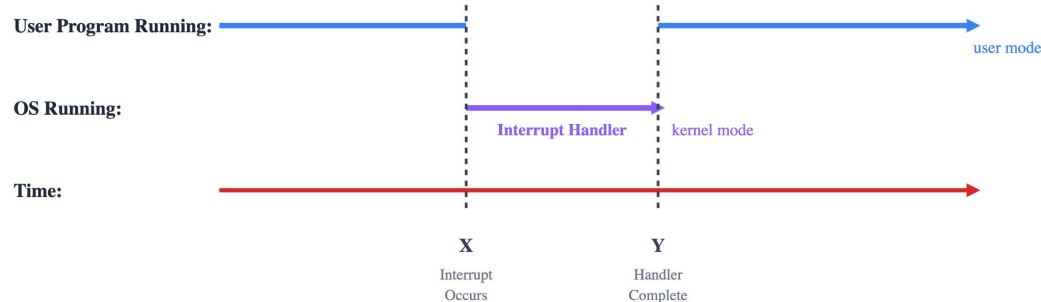 User Program Running:
user mode
OS Running:
Interrupt Handler
kernel mode
Time:
X
Y
Interrupt
Occurs
Handler
Complete